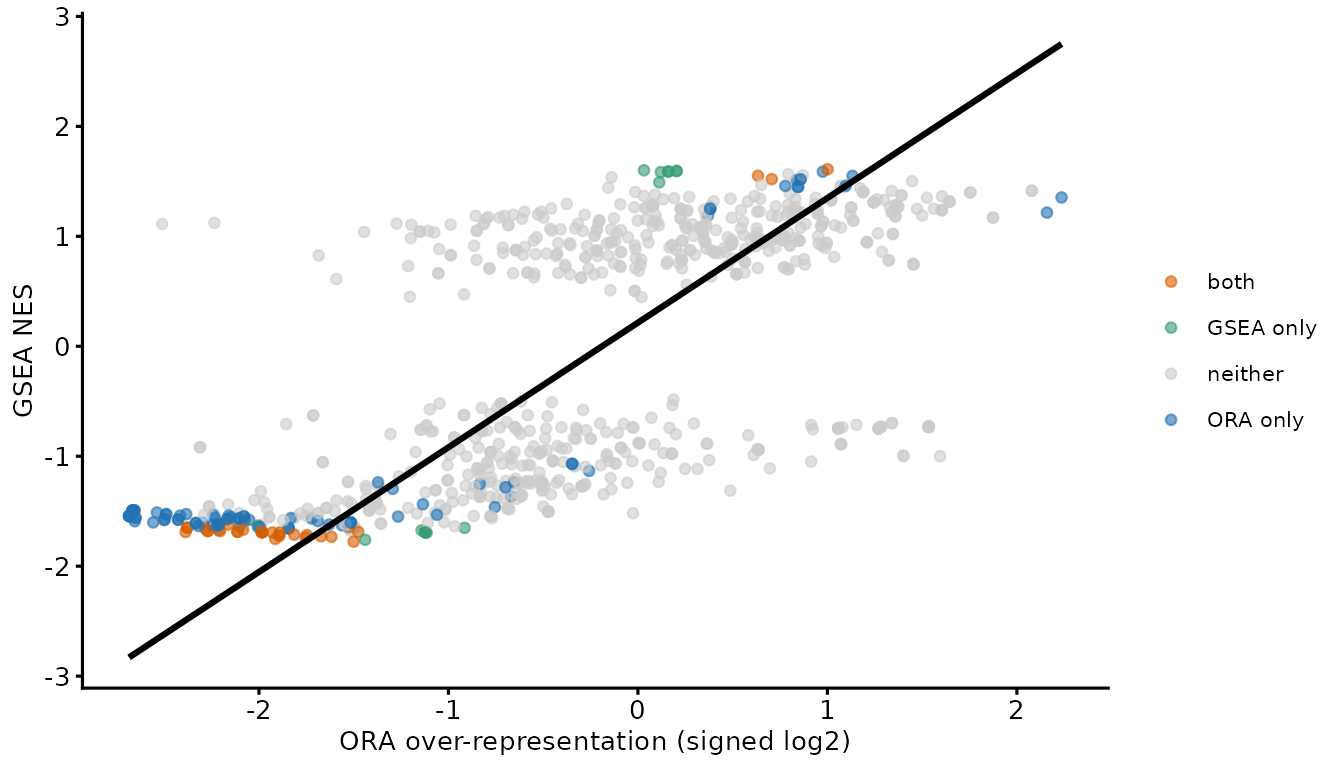 3
2
1
0
-1
-2
-3
GSEA NES
-2
-1
0
1
2
ORA over-representation (signed log2)
both
GSEA only
neither
ORA only